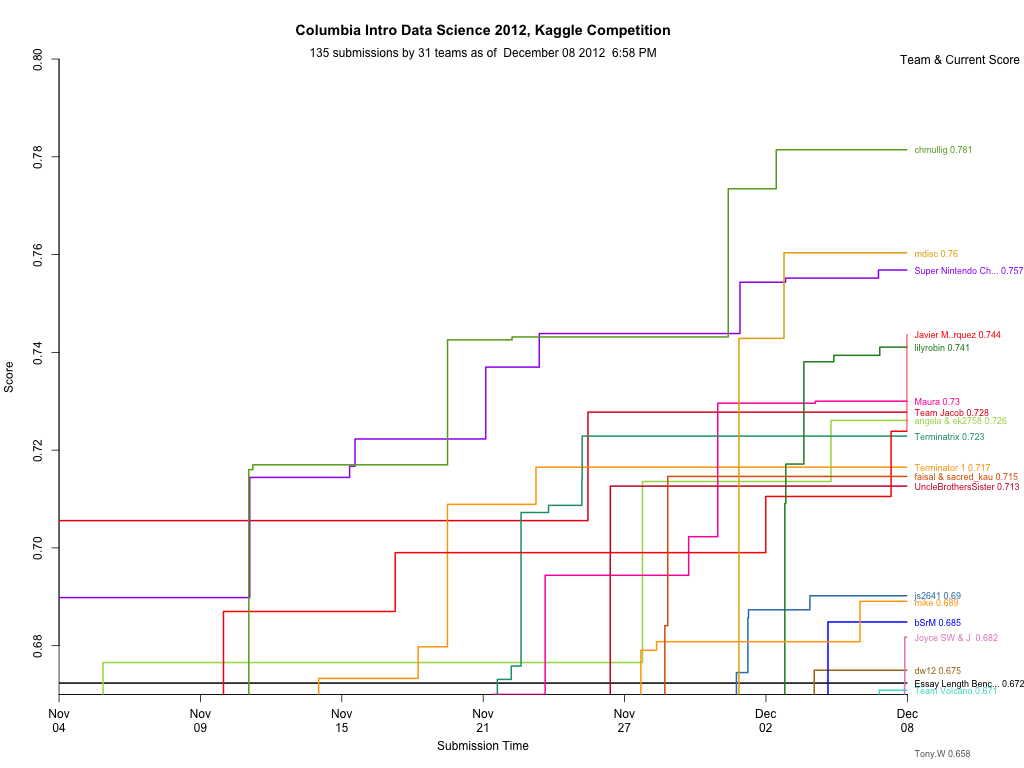 Columbia Intro Data Science 2012, Kaggle Competition
135 submissions by 31 teams as of December 08 2012 6:58 PM
Team & Current Score
0.80
0.78
0.76
0.74
0.72
0.70
0.68
Score
chmullig 0.781
mdisc 0.76
Super Nintendo Ch... 0.757
Javier M..rquez 0.744
lilyrobin 0.741
Maura 0.73
Team Jacob 0.728
angela & ek2758 0.726
Terminatrix 0.723
Terminator 1 0.717
faisal & sacred_kau 0.715
UncleBrothersSister 0.713
js2641 0.69
mike 0.689
bSrM 0.685
Joyce SW & J 0.682
dw12 0.675
Essay Length Benc... 0.672
Team Volcano 0.671
Tony.W 0.658
Nov 04
Nov 09
Nov 15
Nov 21
Nov 27
Dec 02
Dec 08
Submission Time